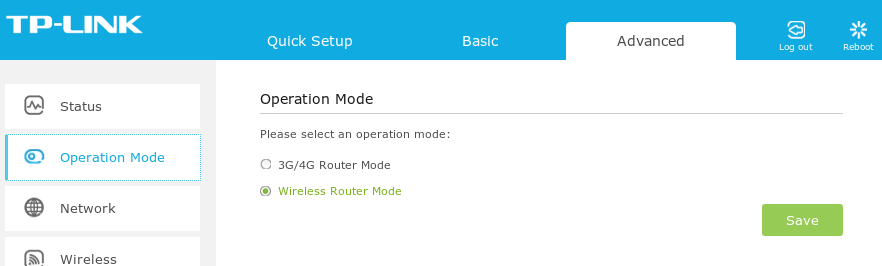 TP-LINK
Quick Setup
Basic
Advanced
Log out
Reboot
Status
Operation Mode
Network
Wireless
Operation Mode
Please select an operation mode:
3G/4G Router Mode
Wireless Router Mode
Save